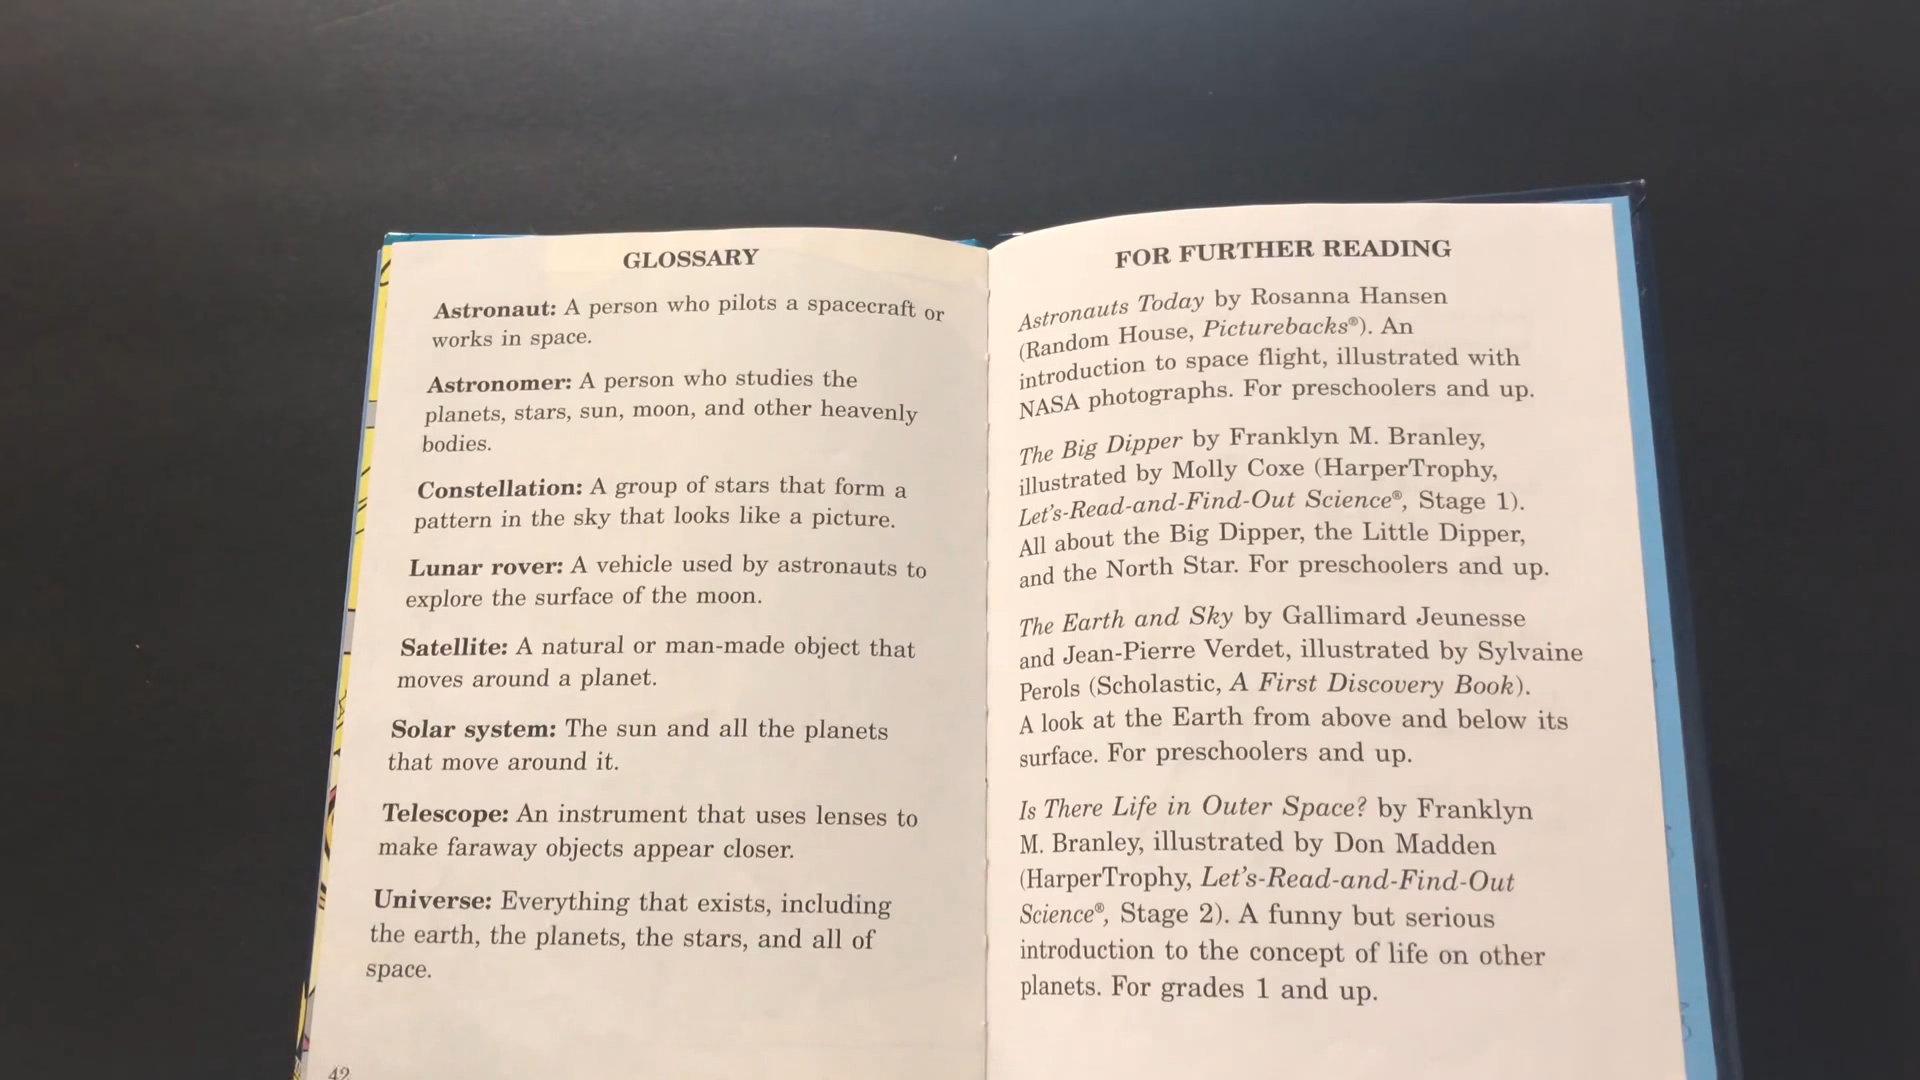 GLOSSARY
Astronaut: A person who pilots a spacecraft or
works in space.
Astronomer: A person who studies the
planets, stars, sun, moon, and other heavenly
bodies.
Constellation: A group of stars that form a
pattern in the sky that looks like a picture.
Lunar rover: A vehicle used by astronauts to
explore the surface of the moon.
Satellite: A natural or man-made object that
moves around a planet.
Solar system: The sun and all the planets
that move around it.
Telescope: An instrument that uses lenses to
make faraway objects appear closer.
Universe: Everything that exists, including
the earth, the planets, the stars, and all of
space.
42
FOR FURTHER READING
Astronauts Today by Rosanna Hansen
(Random House, Picturebacks®). An
introduction to space flight, illustrated with
NASA photographs. For preschoolers and up.
The Big Dipper by Franklyn M. Branley,
illustrated by Molly Coxe (HarperTrophy,
Let's-Read-and-Find-Out Science®, Stage 1).
All about the Big Dipper, the Little Dipper,
and the North Star. For preschoolers and up.
The Earth and Sky by Gallimard Jeunesse
and Jean-Pierre Verdet, illustrated by Sylvaine
Perols (Scholastic, A First Discovery Book).
A look at the Earth from above and below its
surface. For preschoolers and up.
Is There Life in Outer Space? by Franklyn
M. Branley, illustrated by Don Madden
(HarperTrophy, Let's-Read-and-Find-Out
Science®, Stage 2). A funny but serious
introduction to the concept of life on other
planets. For grades 1 and up.